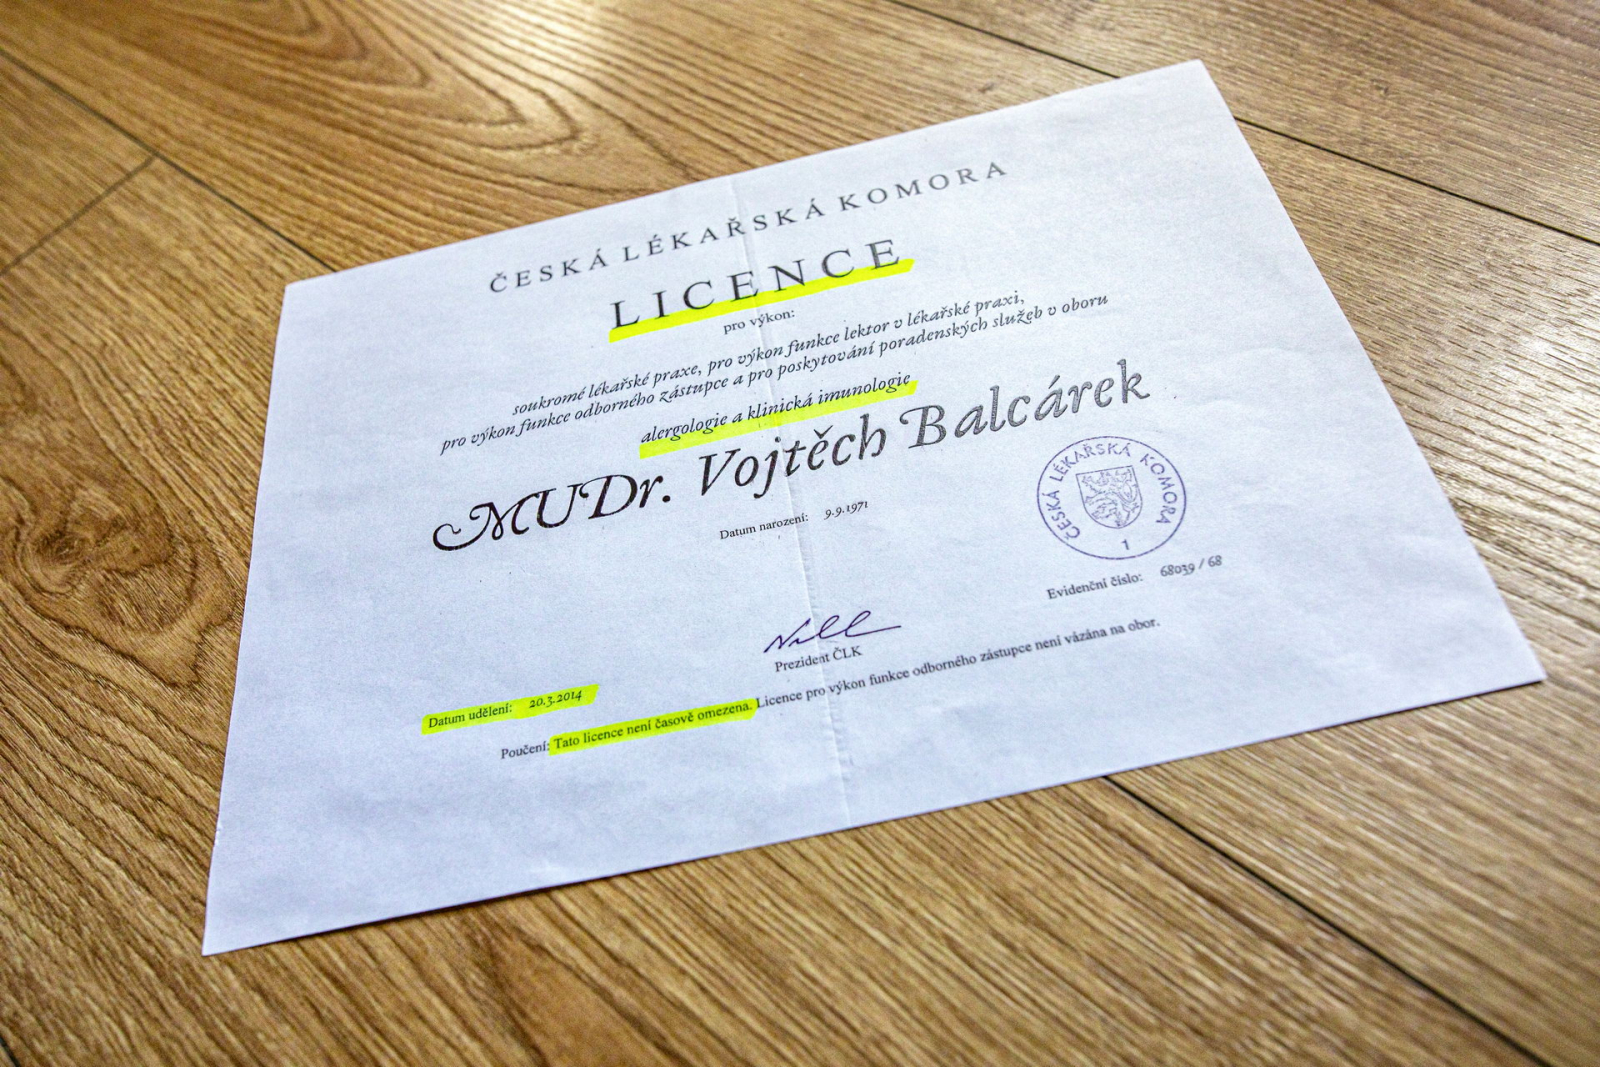 ČESKÁ LÉKAŘSKÁ KOMORA
LICENCE
pro výkon:
soukromé lékařské praxe, pro výkon funkce lektor v lékařské praxi,
pro výkon funkce odborného zástupce a pro poskytování poradenských služeb v oboru
alergologie a klinická imunologie
MUDr. Vojtěch Balcárek
Datum narození: 9.9.1971
ČESKÁ LÉKAŘSKÁ KOMORA
1
Evidenční číslo: 68039 / 68
Prezident ČLK
Datum udělení: 20.3.2014
Poučení: Tato licence není časově omezena. Licence pro výkon funkce odborného zástupce není vázána na obor.